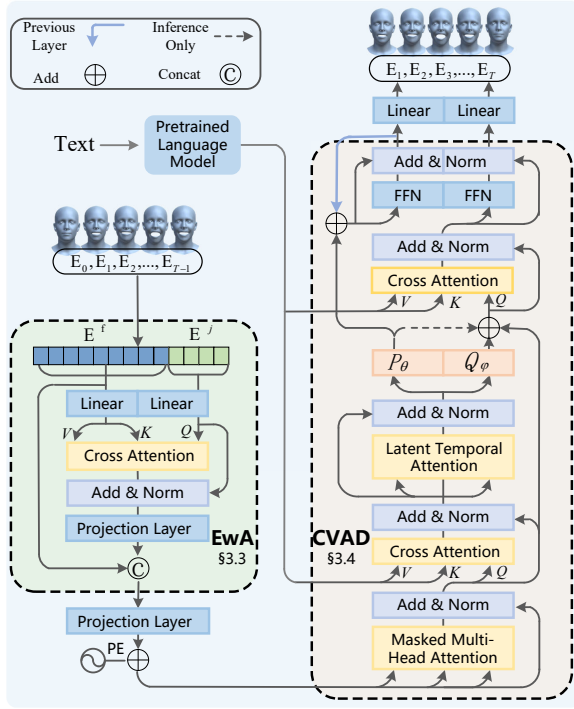 Previous
Layer
Inference
Only
Add
Concat
C
E1, E2, E3,..., ET
Linear
Linear
Text
Pretrained
Language
Model
Add & Norm
FFN
FFN
Add & Norm
Cross Attention
V
K
Q
E0, E1, E2,..., ET−1
E f
E j
Linear
Linear
V
K
Q
Cross Attention
Add & Norm
Projection Layer
EwA
§3.3
C
Projection Layer
PE
Pθ
Qφ
Add & Norm
Latent Temporal
Attention
Add & Norm
CVAD
§3.4
Cross Attention
V
K
Q
Add & Norm
Masked Multi-
Head Attention